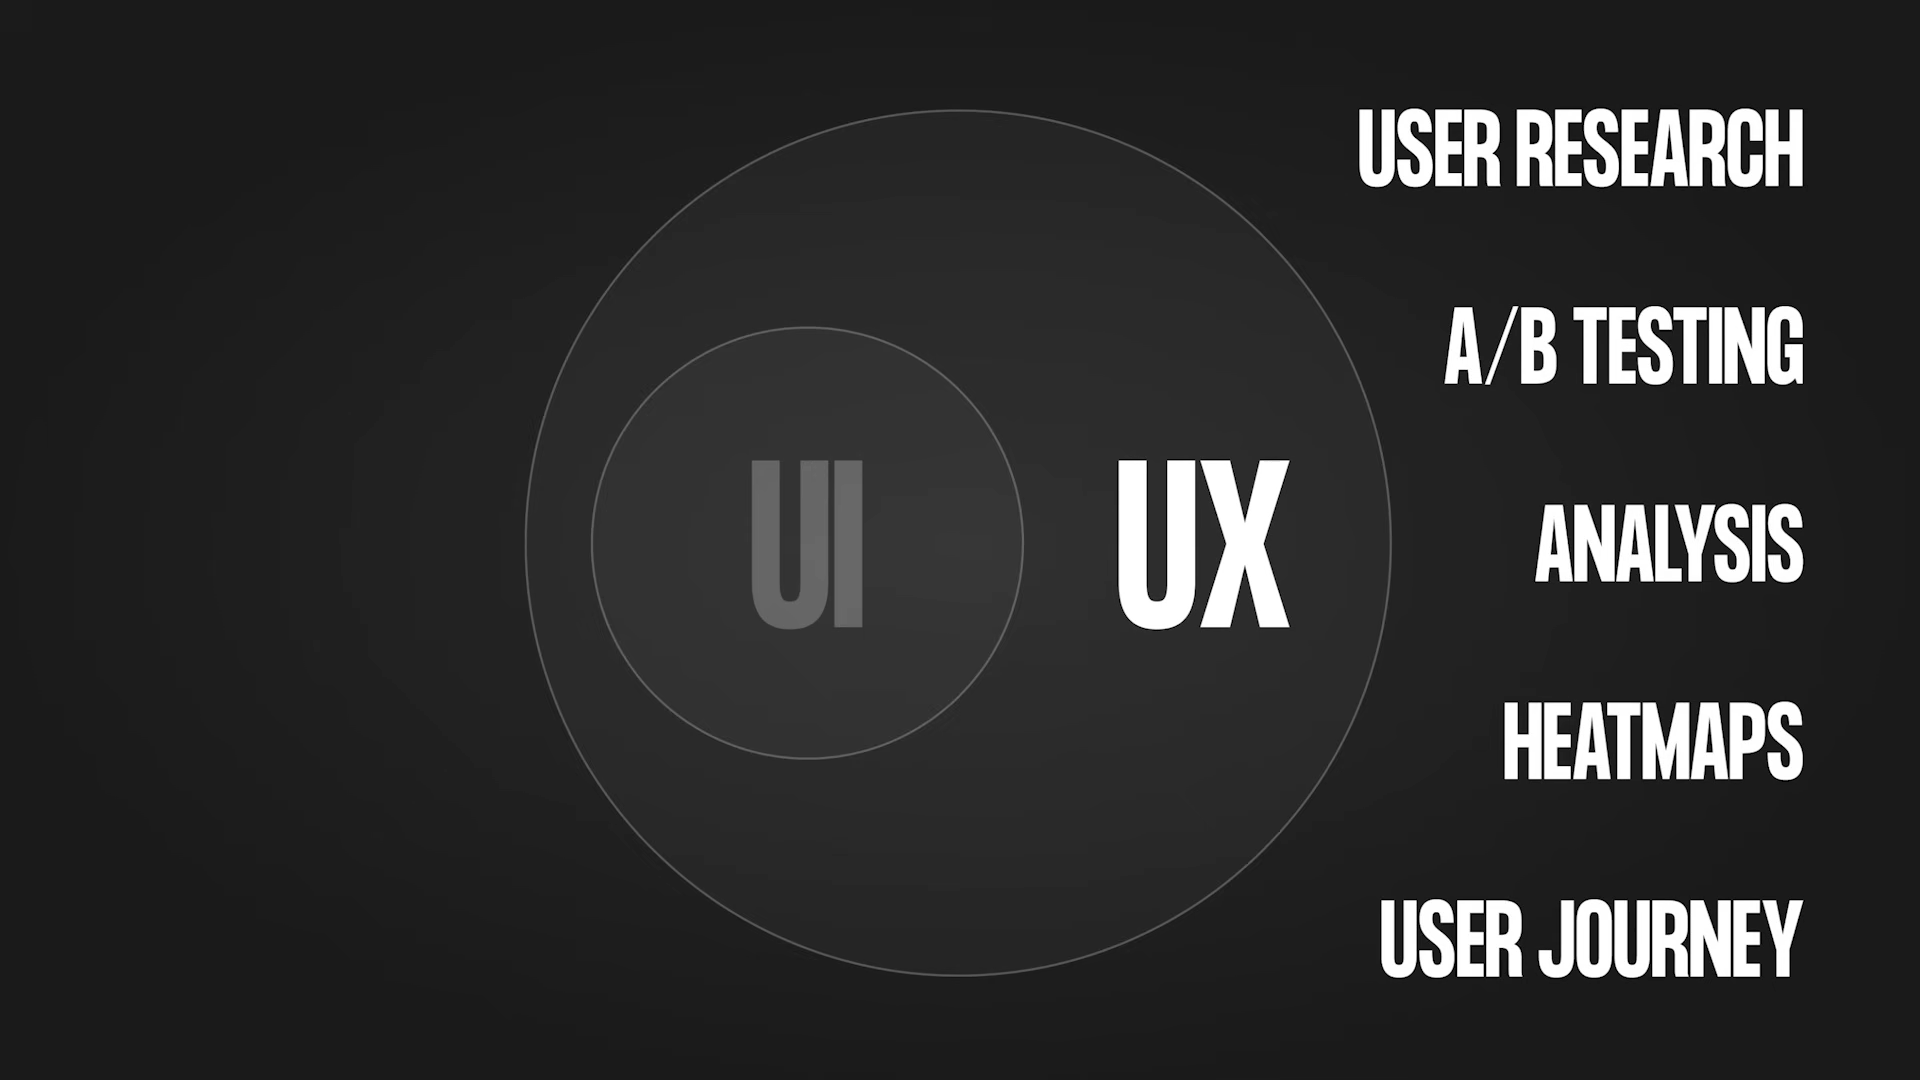 USER RESEARCH
A/B TESTING
UI
UX
ANALYSIS
HEATMAPS
USER JOURNEY